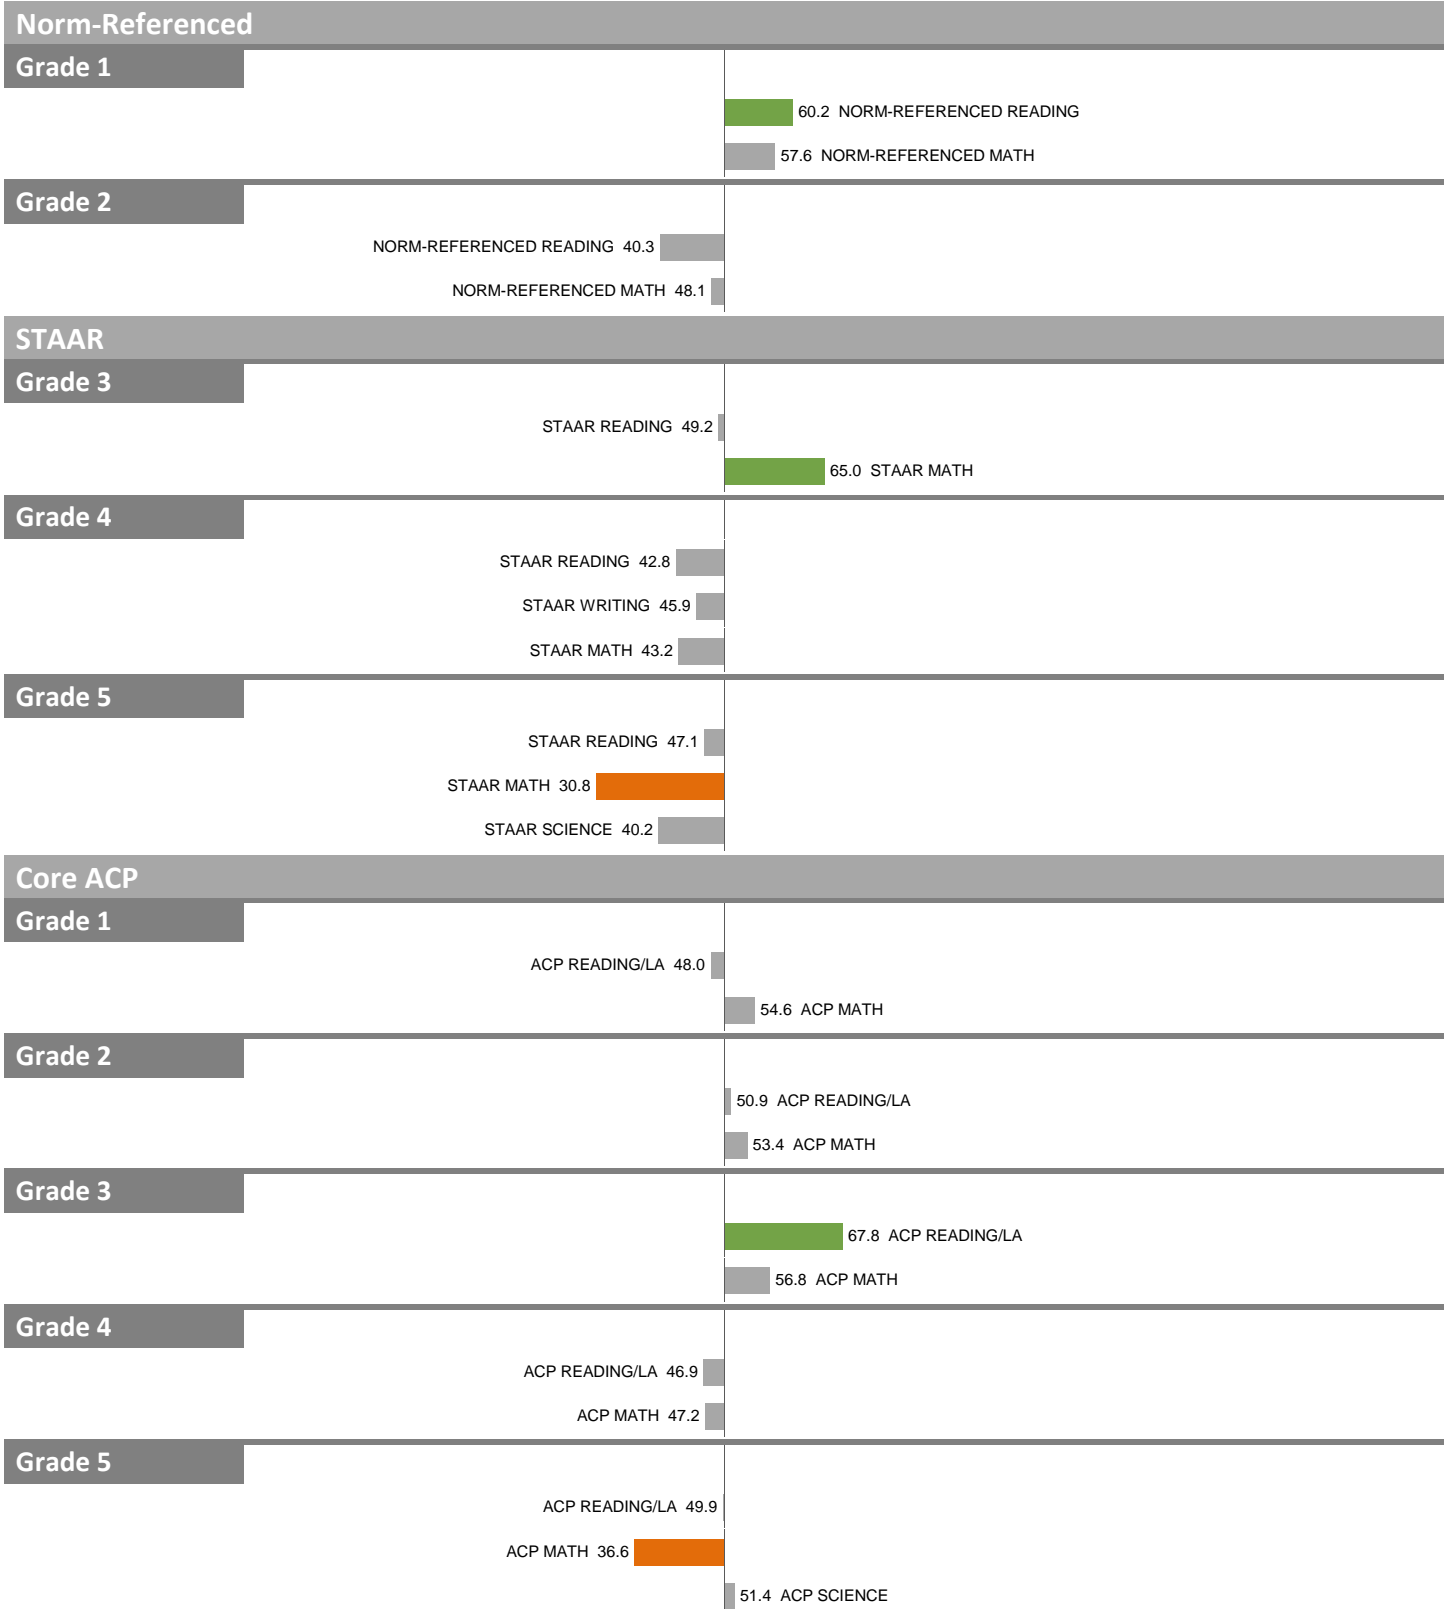 Norm-Referenced
Grade 1
60.2 NORM-REFERENCED READING
57.6 NORM-REFERENCED MATH
Grade 2
NORM-REFERENCED READING 40.3
NORM-REFERENCED MATH 48.1
STAAR
Grade 3
STAAR READING 49.2
65.0 STAAR MATH
Grade 4
STAAR READING 42.8
STAAR WRITING 45.9
STAAR MATH 43.2
Grade 5
STAAR READING 47.1
STAAR MATH 30.8
STAAR SCIENCE 40.2
Core ACP
Grade 1
ACP READING/LA 48.0
54.6 ACP MATH
Grade 2
50.9 ACP READING/LA
53.4 ACP MATH
Grade 3
67.8 ACP READING/LA
56.8 ACP MATH
Grade 4
ACP READING/LA 46.9
ACP MATH 47.2
Grade 5
ACP READING/LA 49.9
ACP MATH 36.6
51.4 ACP SCIENCE